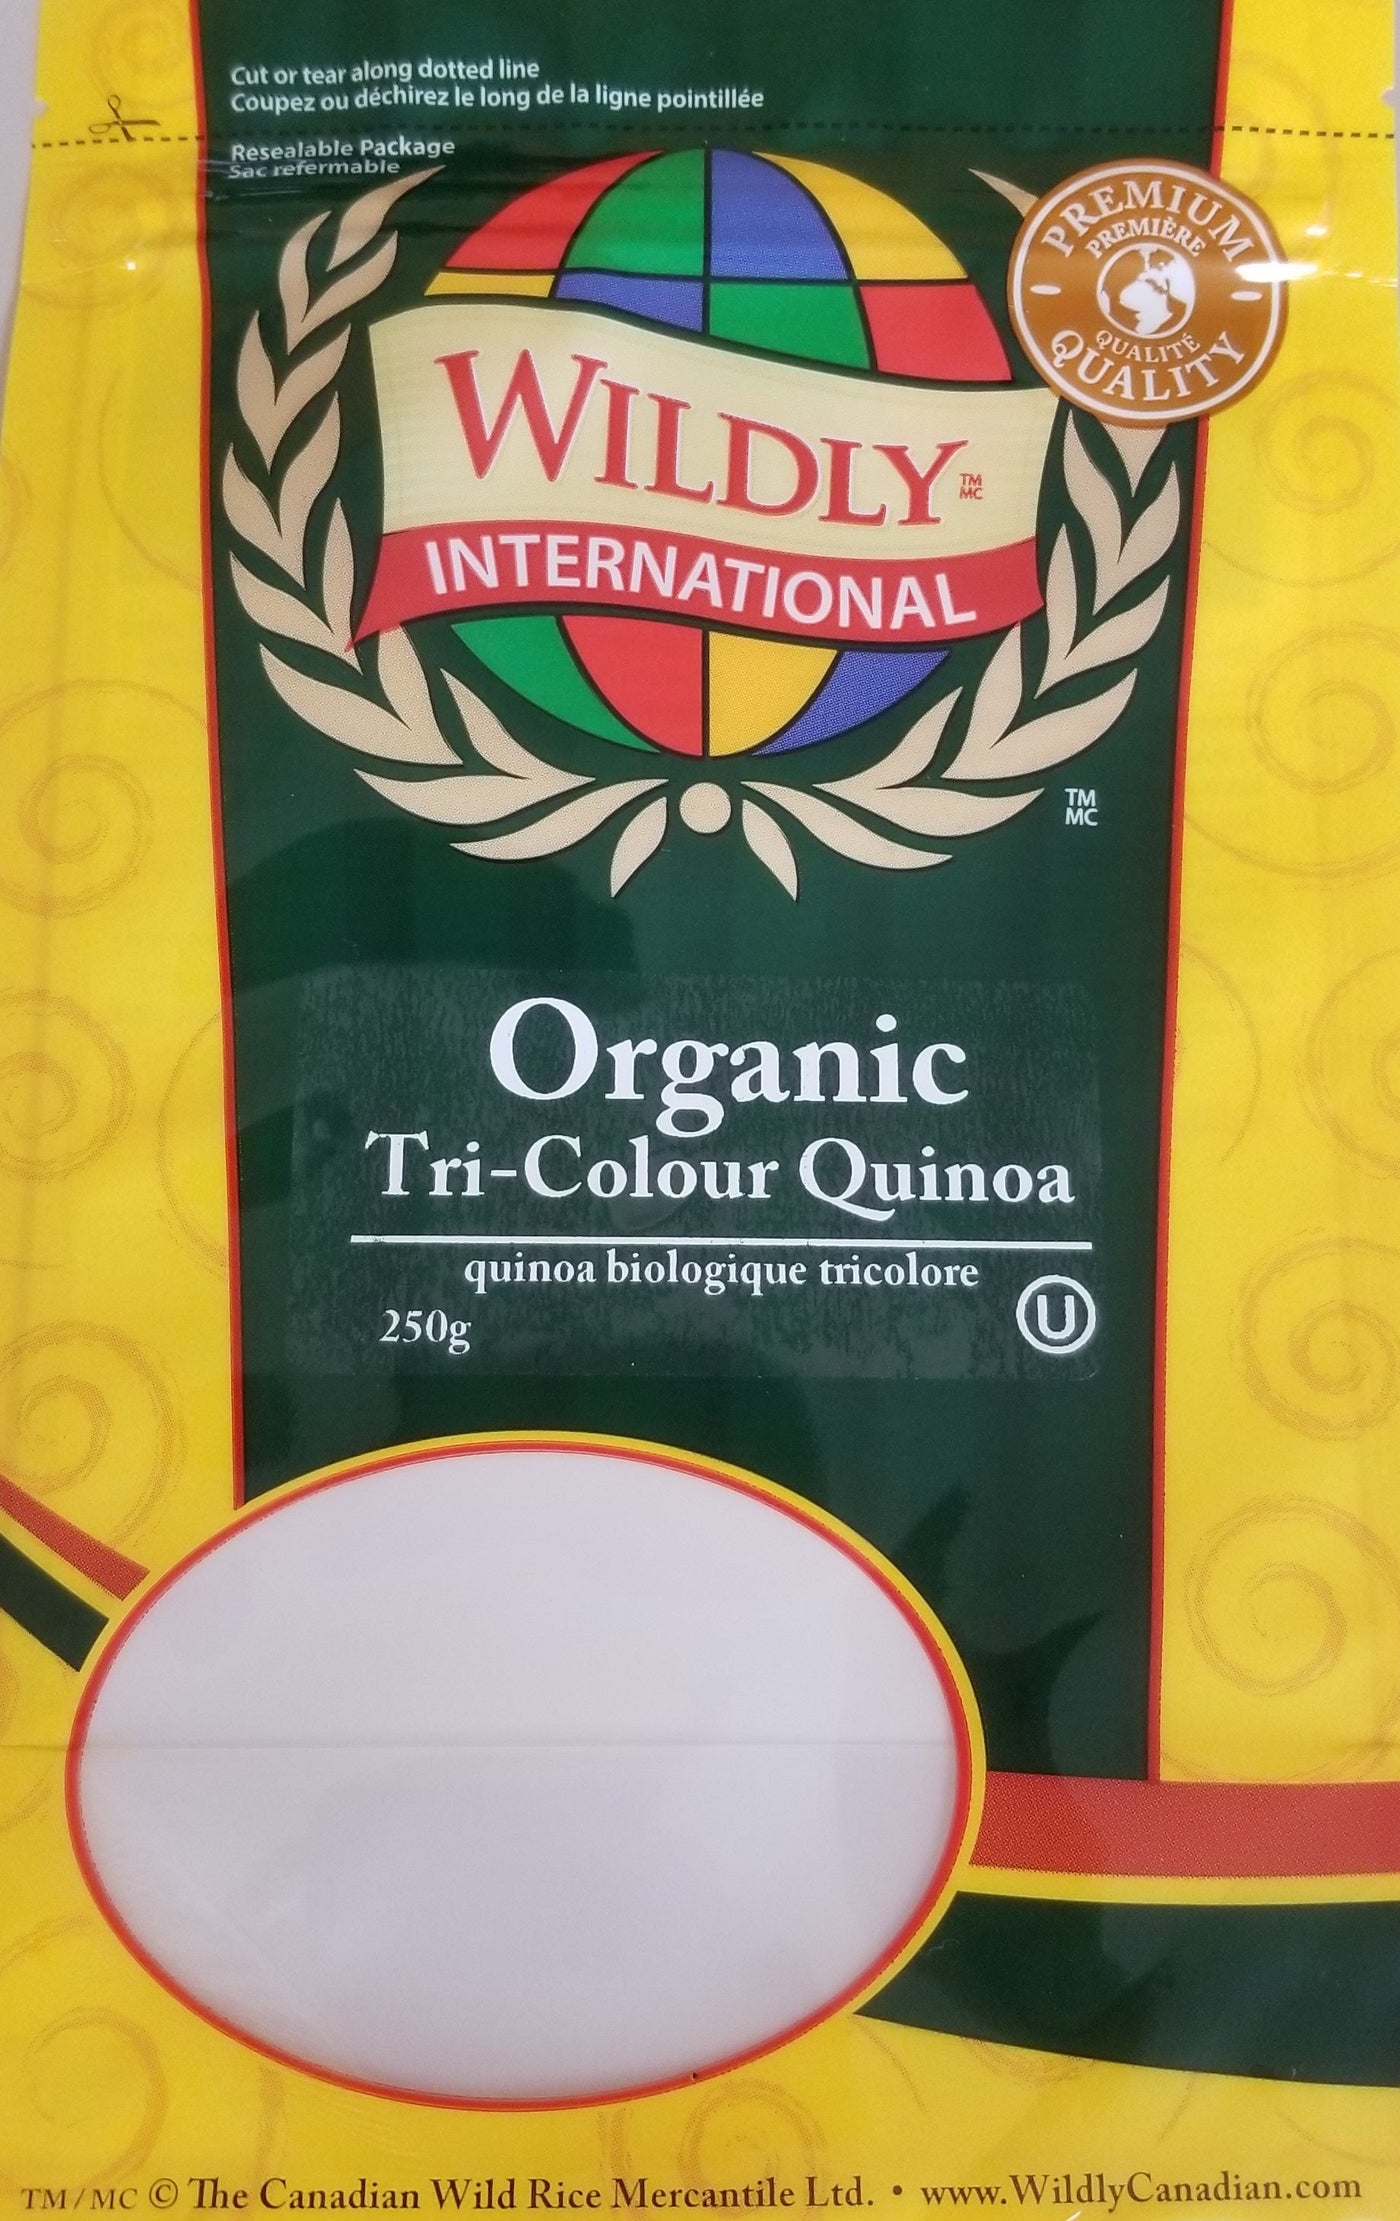 Cut or tear along dotted line
Coupez ou déchirez le long de la ligne pointillée
Resealable Package
Sac refermable
PREMIUM
PREMIÈRE
QUALITÉ
QUALITY
WILDLY TM MC
INTERNATIONAL
TM
MC
Organic
Tri-Colour Quinoa
quinoa biologique tricolore
250g
U
TM/MC © The Canadian Wild Rice Mercantile Ltd. • www.WildlyCanadian.com